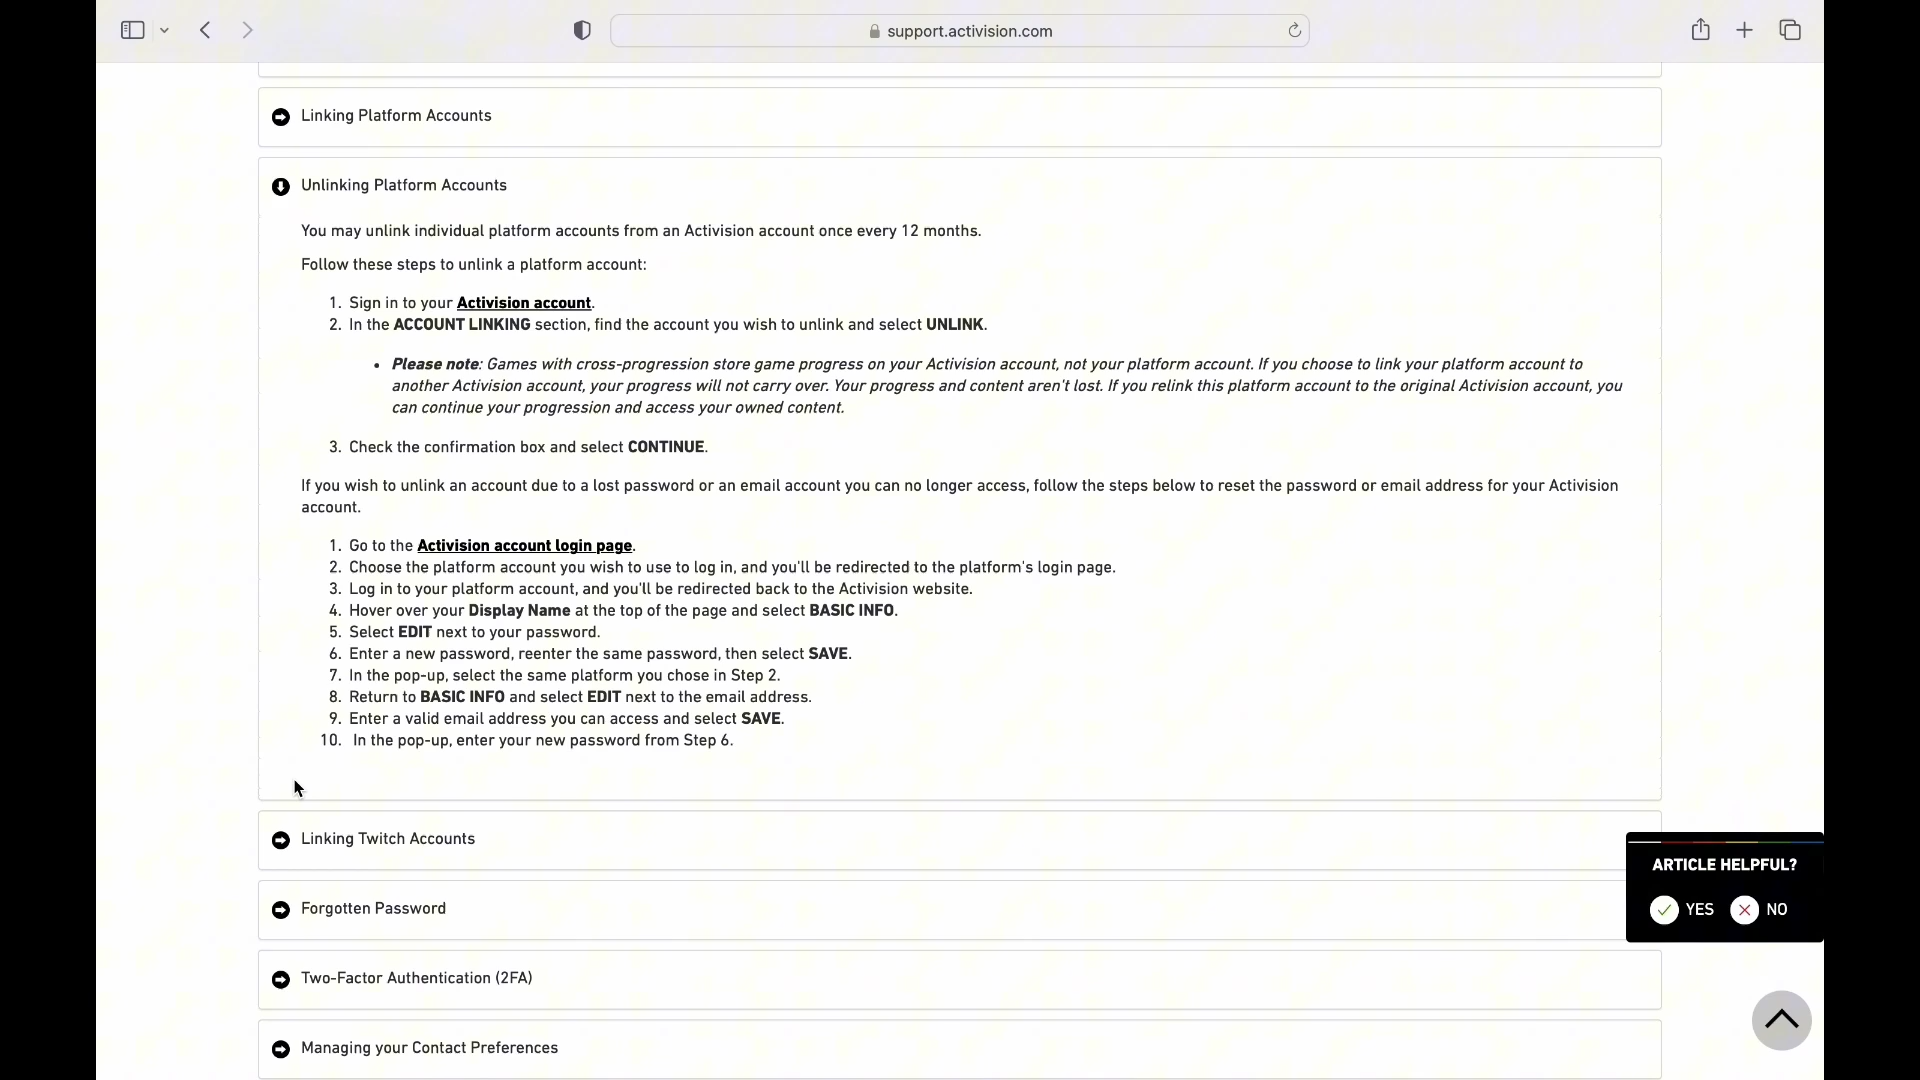 support.activision.com
Linking Platform Accounts
Unlinking Platform Accounts
You may unlink individual platform accounts from an Activision account once every 12 months.
Follow these steps to unlink a platform account:
1. Sign in to your Activision account.
2. In the ACCOUNT LINKING section, find the account you wish to unlink and select UNLINK.
• Please note: Games with cross-progression store game progress on your Activision account, not your platform account. If you choose to link your platform account to
another Activision account, your progress will not carry over. Your progress and content aren't lost. If you relink this platform account to the original Activision account, you
can continue your progression and access your owned content.
3. Check the confirmation box and select CONTINUE.
If you wish to unlink an account due to a lost password or an email account you can no longer access, follow the steps below to reset the password or email address for your Activision
account.
1. Go to the Activision account login page.
2. Choose the platform account you wish to use to log in, and you'll be redirected to the platform's login page.
3. Log in to your platform account, and you'll be redirected back to the Activision website.
4. Hover over your Display Name at the top of the page and select BASIC INFO.
5. Select EDIT next to your password.
6. Enter a new password, reenter the same password, then select SAVE.
7. In the pop-up, select the same platform you chose in Step 2.
8. Return to BASIC INFO and select EDIT next to the email address.
9. Enter a valid email address you can access and select SAVE.
10. In the pop-up, enter your new password from Step 6.
Linking Twitch Accounts
ARTICLE HELPFUL?
YES NO
Forgotten Password
Two-Factor Authentication (2FA)
Managing your Contact Preferences